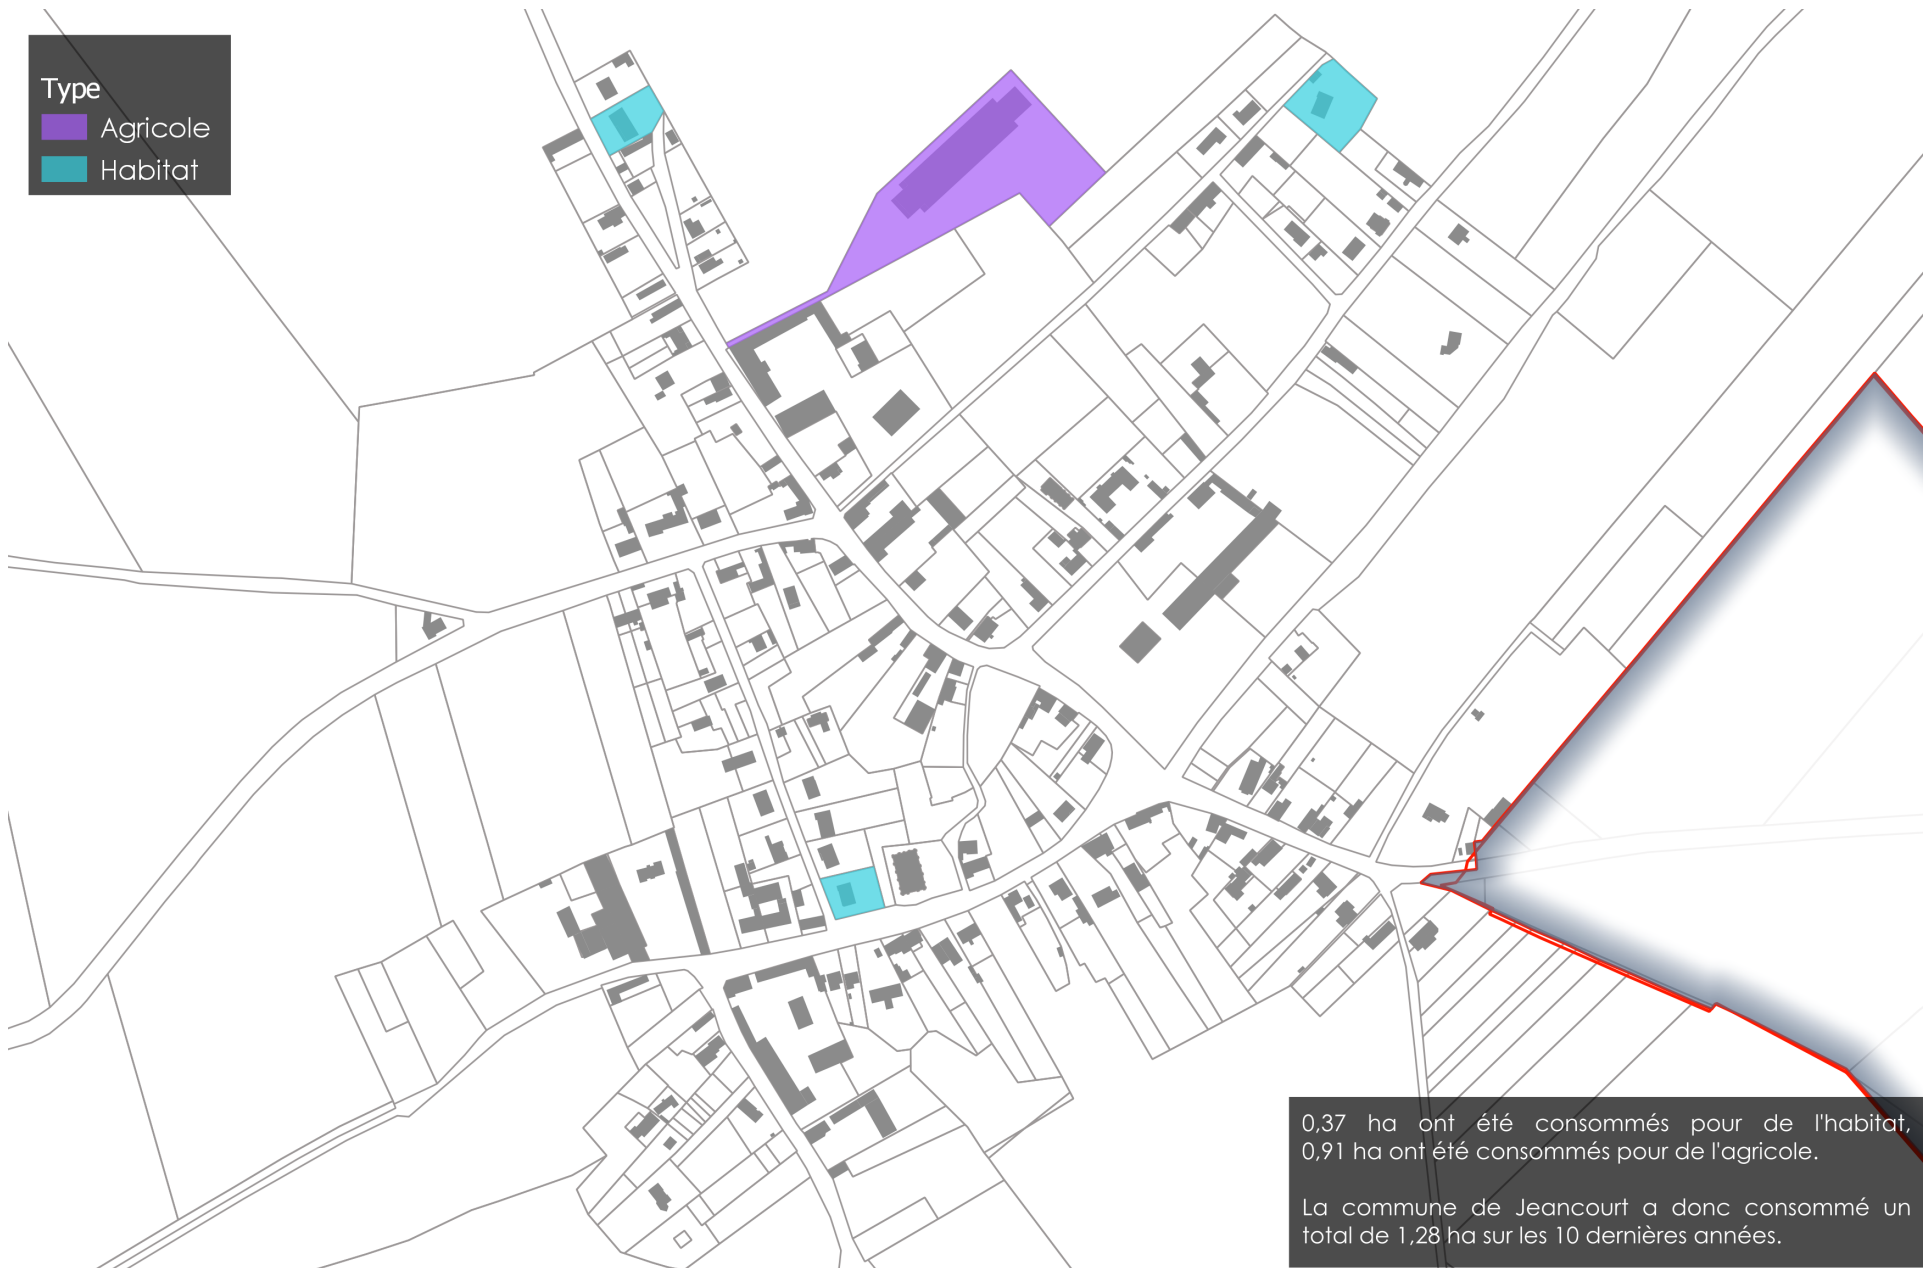 Type
Agricole
Habitat
0,37 ha ont été consommés pour de l'habitat,
0,91 ha ont été consommés pour de l'agricole.
La commune de Jeancourt a donc consommé un
total de 1,28 ha sur les 10 dernières années.